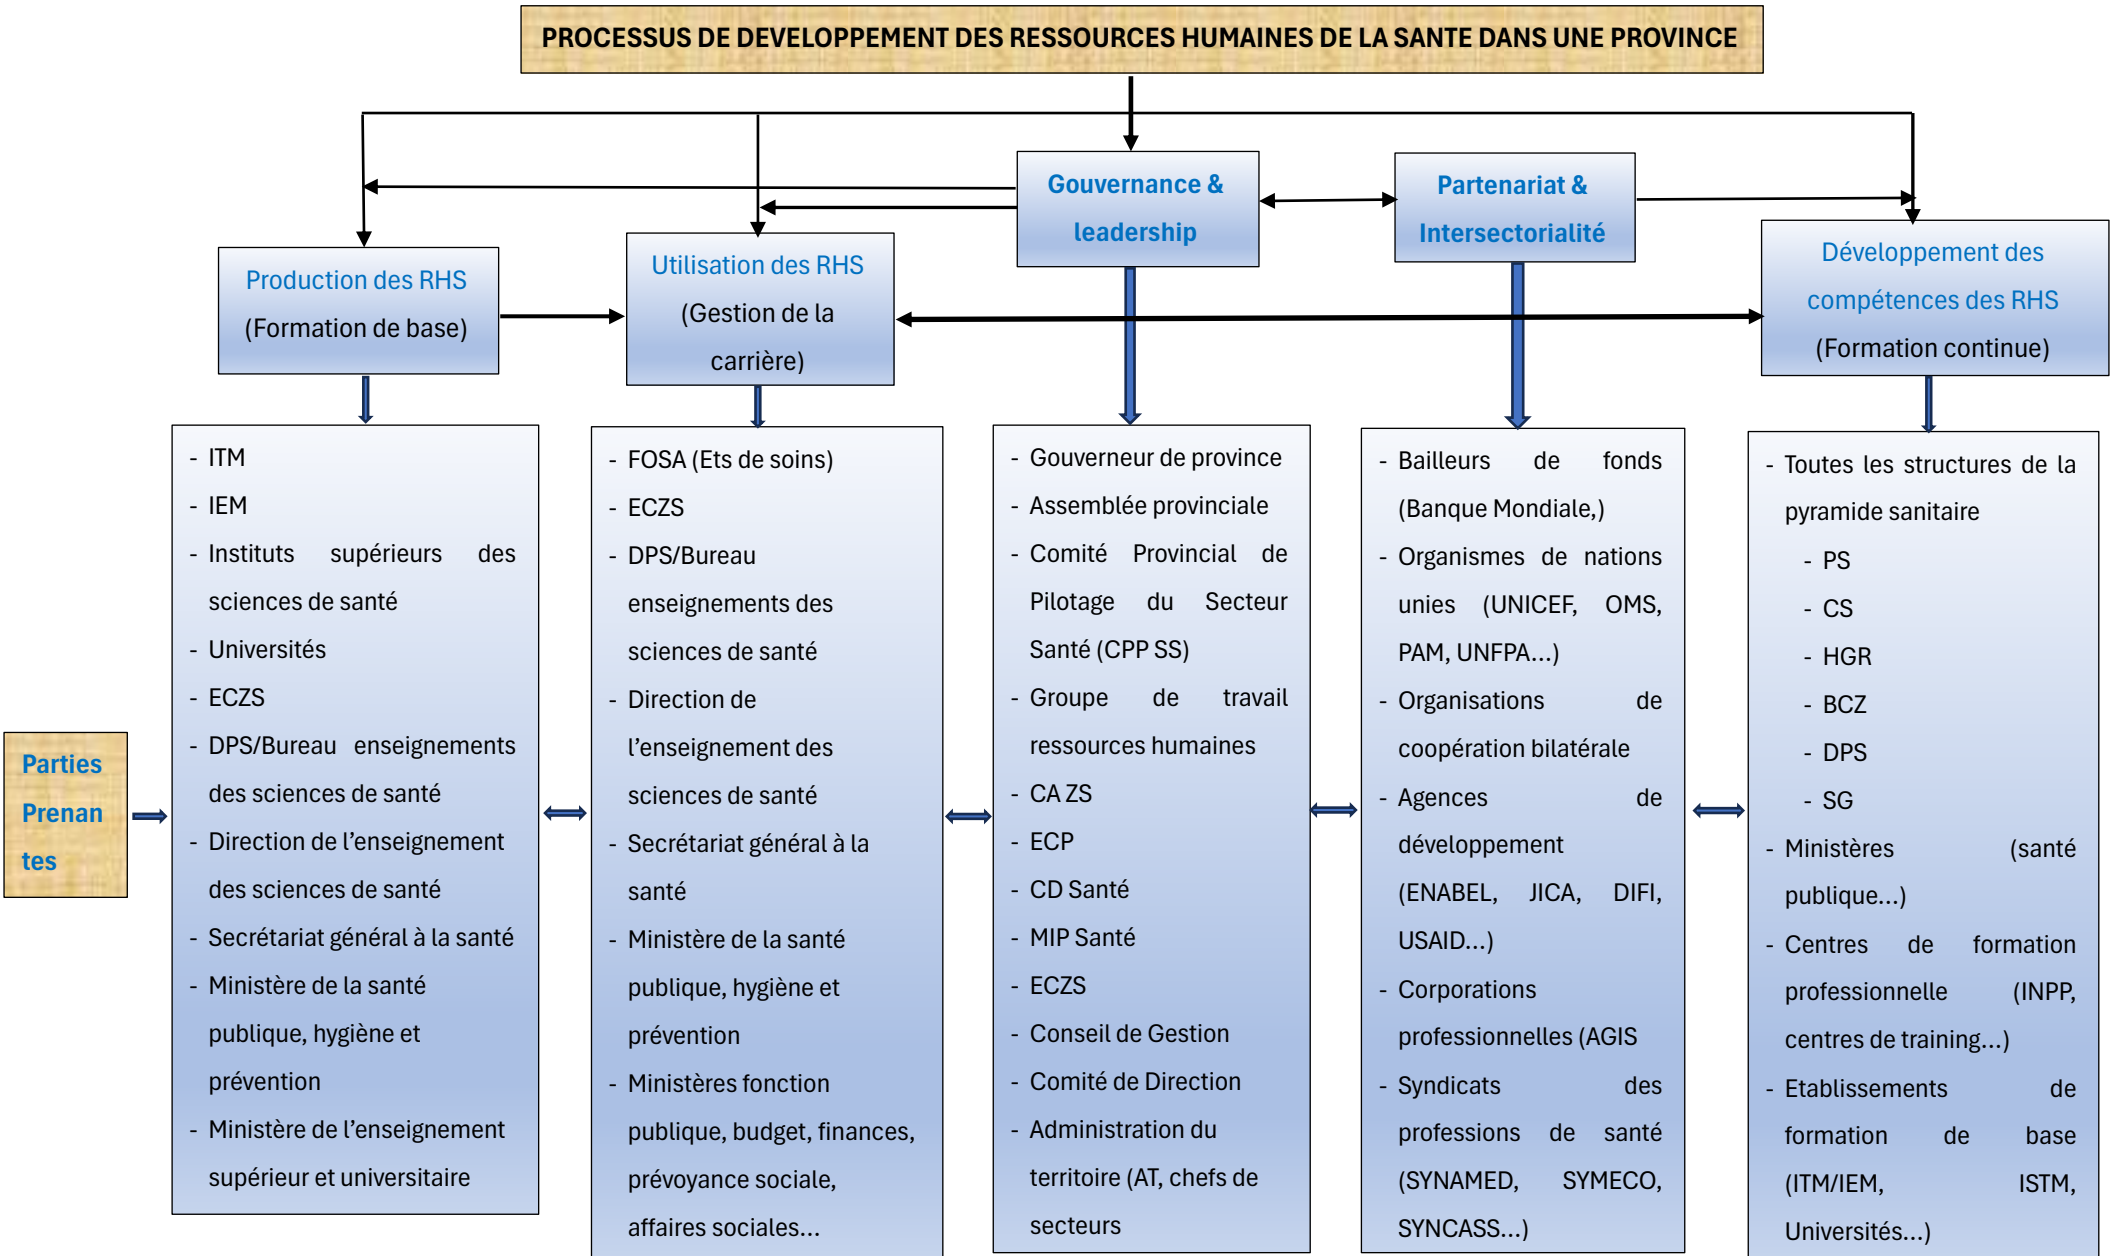 PROCESSUS DE DEVELOPPEMENT DES RESSOURCES HUMAINES DE LA SANTE DANS UNE PROVINCE
Gouvernance &
leadership
Partenariat &
Intersectorialité
Production des RHS
(Formation de base)
Utilisation des RHS
(Gestion de la
carrière)
Développement des
compétences des RHS
(Formation continue)
Parties
Prenan
tes
- ITM
- IEM
- Instituts supérieurs des
sciences de santé
- Universités
- ECZS
- DPS/Bureau enseignements
des sciences de santé
- Direction de l'enseignement
des sciences de santé
- Secrétariat général à la santé
- Ministère de la santé
publique, hygiène et
prévention
- Ministère de l'enseignement
supérieur et universitaire
- FOSA (Ets de soins)
- ECZS
- DPS/Bureau
enseignements des
sciences de santé
- Direction de
l'enseignement des
sciences de santé
- Secrétariat général à la
santé
- Ministère de la santé
publique, hygiène et
prévention
- Ministères fonction
publique, budget, finances,
prévoyance sociale,
affaires sociales...
- Gouverneur de province
- Assemblée provinciale
- Comité Provincial de
Pilotage du Secteur
Santé (CPP SS)
- Groupe de travail
ressources humaines
- CA ZS
- ECP
- CD Santé
- MIP Santé
- ECZS
- Conseil de Gestion
- Comité de Direction
- Administration du
territoire (AT, chefs de
secteurs
- Bailleurs de fonds
(Banque Mondiale,)
- Organismes de nations
unies (UNICEF, OMS,
PAM, UNFPA...)
- Organisations de
coopération bilatérale
- Agences de
développement
(ENABEL, JICA, DIFI,
USAID...)
- Corporations
professionnelles (AGIS
- Syndicats des
professions de santé
(SYNAMED, SYMECO,
SYNCASS...)
- Toutes les structures de la
pyramide sanitaire
- PS
- CS
- HGR
- BCZ
- DPS
- SG
- Ministères (santé
publique...)
- Centres de formation
professionnelle (INPP,
centres de training...)
- Etablissements de
formation de base
(ITM/IEM, ISTM,
Universités...)